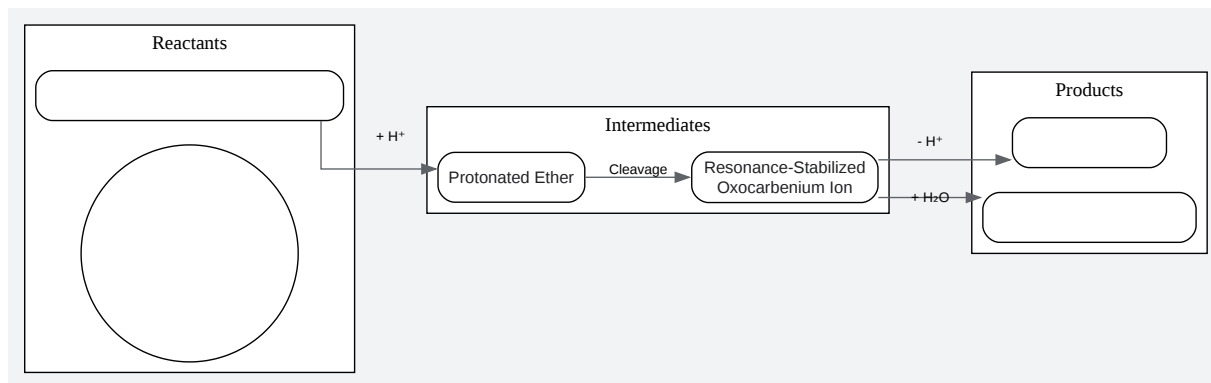 Reactants
+ H⁺
Intermediates
Protonated Ether
Cleavage
Resonance-Stabilized
Oxocarbenium Ion
- H⁺
+ H₂O
Products